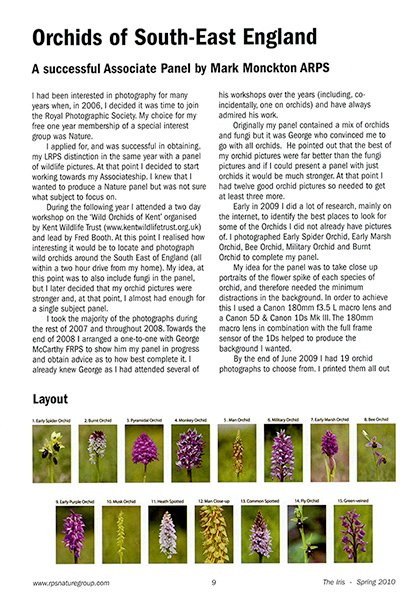 Orchids of South-East England
A successful Associate Panel by Mark Monckton ARPS
I had been interested in photography for many
years when, in 2006, I decided it was time to join
the Royal Photographic Society. My choice for my
free one year membership of a special interest
group was Nature.
I applied for, and was successful in obtaining,
my LRPS distinction in the same year with a panel
of wildlife pictures. At that point I decided to start
working towards my Associateship. I knew that I
wanted to produce a Nature panel but was not sure
what subject to focus on.
During the following year I attended a two day
workshop on the 'Wild Orchids of Kent' organised
by Kent Wildlife Trust (www.kentwildlifetrust.org.uk)
and lead by Fred Booth. At this point I realised how
interesting it would be to locate and photograph
wild orchids around the South East of England (all
within a two hour drive from my home). My idea, at
this point was to also include fungi in the panel,
but I later decided that my orchid pictures were
stronger and, at that point, I almost had enough for
a single subject panel.
I took the majority of the photographs during
the rest of 2007 and throughout 2008. Towards the
end of 2008 I arranged a one-to-one with George
McCarthy FRPS to show him my panel in progress
and obtain advice as to how best complete it. I
already knew George as I had attended several of
his workshops over the years (including, co-
incidentally, one on orchids) and have always
admired his work.
Originally my panel contained a mix of orchids
and fungi but it was George who convinced me to
go with all orchids. He pointed out that the best of
my orchid pictures were far better than the fungi
pictures and if I could present a panel with just
orchids it would be much stronger. At that point I
had twelve good orchid pictures so needed to get
at least three more.
Early in 2009 I did a lot of research, mainly on
the internet, to identify the best places to look for
some of the Orchids I did not already have pictures
of. I photographed Early Spider Orchid, Early Marsh
Orchid, Bee Orchid, Military Orchid and Burnt
Orchid to complete my panel.
My idea for the panel was to take close up
portraits of the flower spike of each species of
orchid, and therefore needed the minimum
distractions in the background. In order to achieve
this I used a Canon 180mm f3.5 L macro lens and
a Canon 5D & Canon 1Ds Mk III. The 180mm
macro lens in combination with the full frame
sensor of the 1Ds helped to produce the
background I wanted.
By the end of June 2009 I had 19 orchid
photographs to choose from. I printed them all out
Layout
1. Early Spider Orchid
2. Burnt Orchid
3. Pyramidal Orchid
4. Monkey Orchid
5. Man Orchid
6. Military Orchid
7. Early Marsh Orchid
8. Bee Orchid
9. Early Purple Orchid
10. Musk Orchid
11. Heath Spotted
12. Man Close-up
13. Common Spotted
14. Fly Orchid
15. Green-veined
www.rpsnaturegroup.com
9
The Iris - Spring 2010